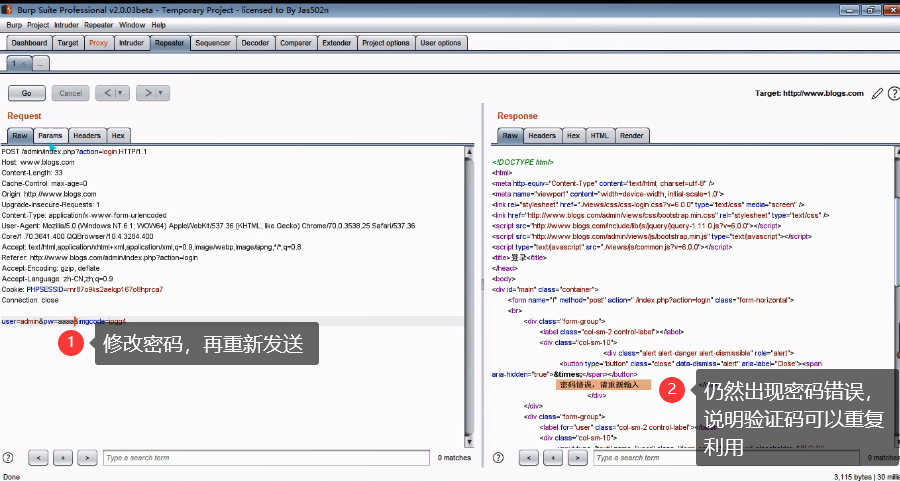 Burp Suite Professional v2.0.03beta - Temporary Project - licensed to By Jas502n
Burp Project Intruder Repeater Window Help
Dashboard Target Proxy Intruder Repeater Sequencer Decoder Comparer Extender Project options User options
1 × ...
Go Cancel < | ▼ > | ▼ Target: http://www.blogs.com ?
Request
Raw Params Headers Hex
POST /admin/index.php?action=login HTTP/1.1
Host: www.blogs.com
Content-Length: 33
Cache-Control: max-age=0
Origin: http://www.blogs.com
Upgrade-Insecure-Requests: 1
Content-Type: application/x-www-form-urlencoded
User-Agent: Mozilla/5.0 (Windows NT 6.1; WOW64) AppleWebKit/537.36 (KHTML, like Gecko) Chrome/70.0.3538.25 Safari/537.36
Core/1.70.3641.400 QQBrowser/10.4.3284.400
Accept: text/html,application/xhtml+xml,application/xml;q=0.9,image/webp,image/apng,*/*;q=0.8
Referer: http://www.blogs.com/admin/index.php?action=login
Accept-Encoding: gzip, deflate
Accept-Language: zh-CN,zh;q=0.9
Cookie: PHPSESSID=rnr87o9ks2aelqp167o8hprca7
Connection: close
user=admin&pw=aaaa&imgcode=ipgg4
1 修改密码，再重新发送
? < + > Type a search term 0 matches
Response
Raw Headers Hex HTML Render
<!DOCTYPE html>
<html>
<meta http-equiv="Content-Type" content="text/html; charset=utf-8" />
<meta name="viewport" content="width=device-width, initial-scale=1.0">
<link rel="stylesheet" href="./views/css/css-login.css?v=6.0.0" type="text/css" media="screen" />
<link href="http://www.blogs.com/admin/views/css/bootstrap.min.css" rel="stylesheet" type="text/css" />
<script src="http://www.blogs.com/include/lib/js/jquery/jquery-1.11.0.js?v=6.0.0"></script>
<script src="http://www.blogs.com/admin/views/js/bootstrap.min.js" type="text/javascript"></script>
<script type="text/javascript" src="./views/js/common.js?v=6.0.0"></script>
<title>登录</title>
</head>
<body>
<div id="main" class="container">
<form name="f" method="post" action="./index.php?action=login" class="form-horizontal">
<br>
<div class="form-group">
<label class="col-sm-2 control-label"></label>
<div class="col-sm-10">
<div class="alert alert-danger alert-dismissible" role="alert">
<button type="button" class="close" data-dismiss="alert" aria-label="Close"><span
aria-hidden="true">&times;</span></button>
密码错误，请重新输入
</div>
</div>
<div class="form-group">
<label for="user" class="col-sm-2 control-label"></label>
<div class="col-sm-10">
2 仍然出现密码错误，
说明验证码可以重复
利用
? < + > Type a search term 0 matches
Done 3,115 bytes | 30 milli